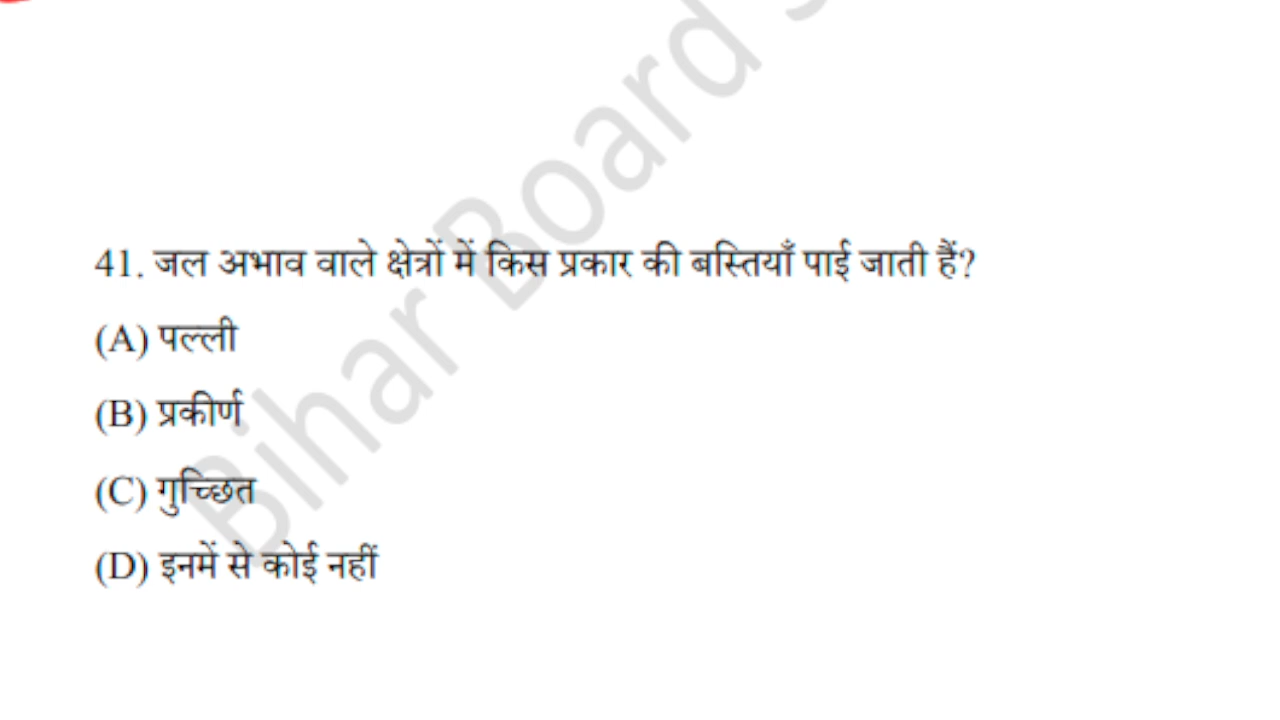 Bihar Board
41. जल अभाव वाले क्षेत्रों में किस प्रकार की बस्तियाँ पाई जाती हैं?
(A) पल्ली
(B) प्रकीर्ण
(C) गुच्छित
(D) इनमें से कोई नहीं